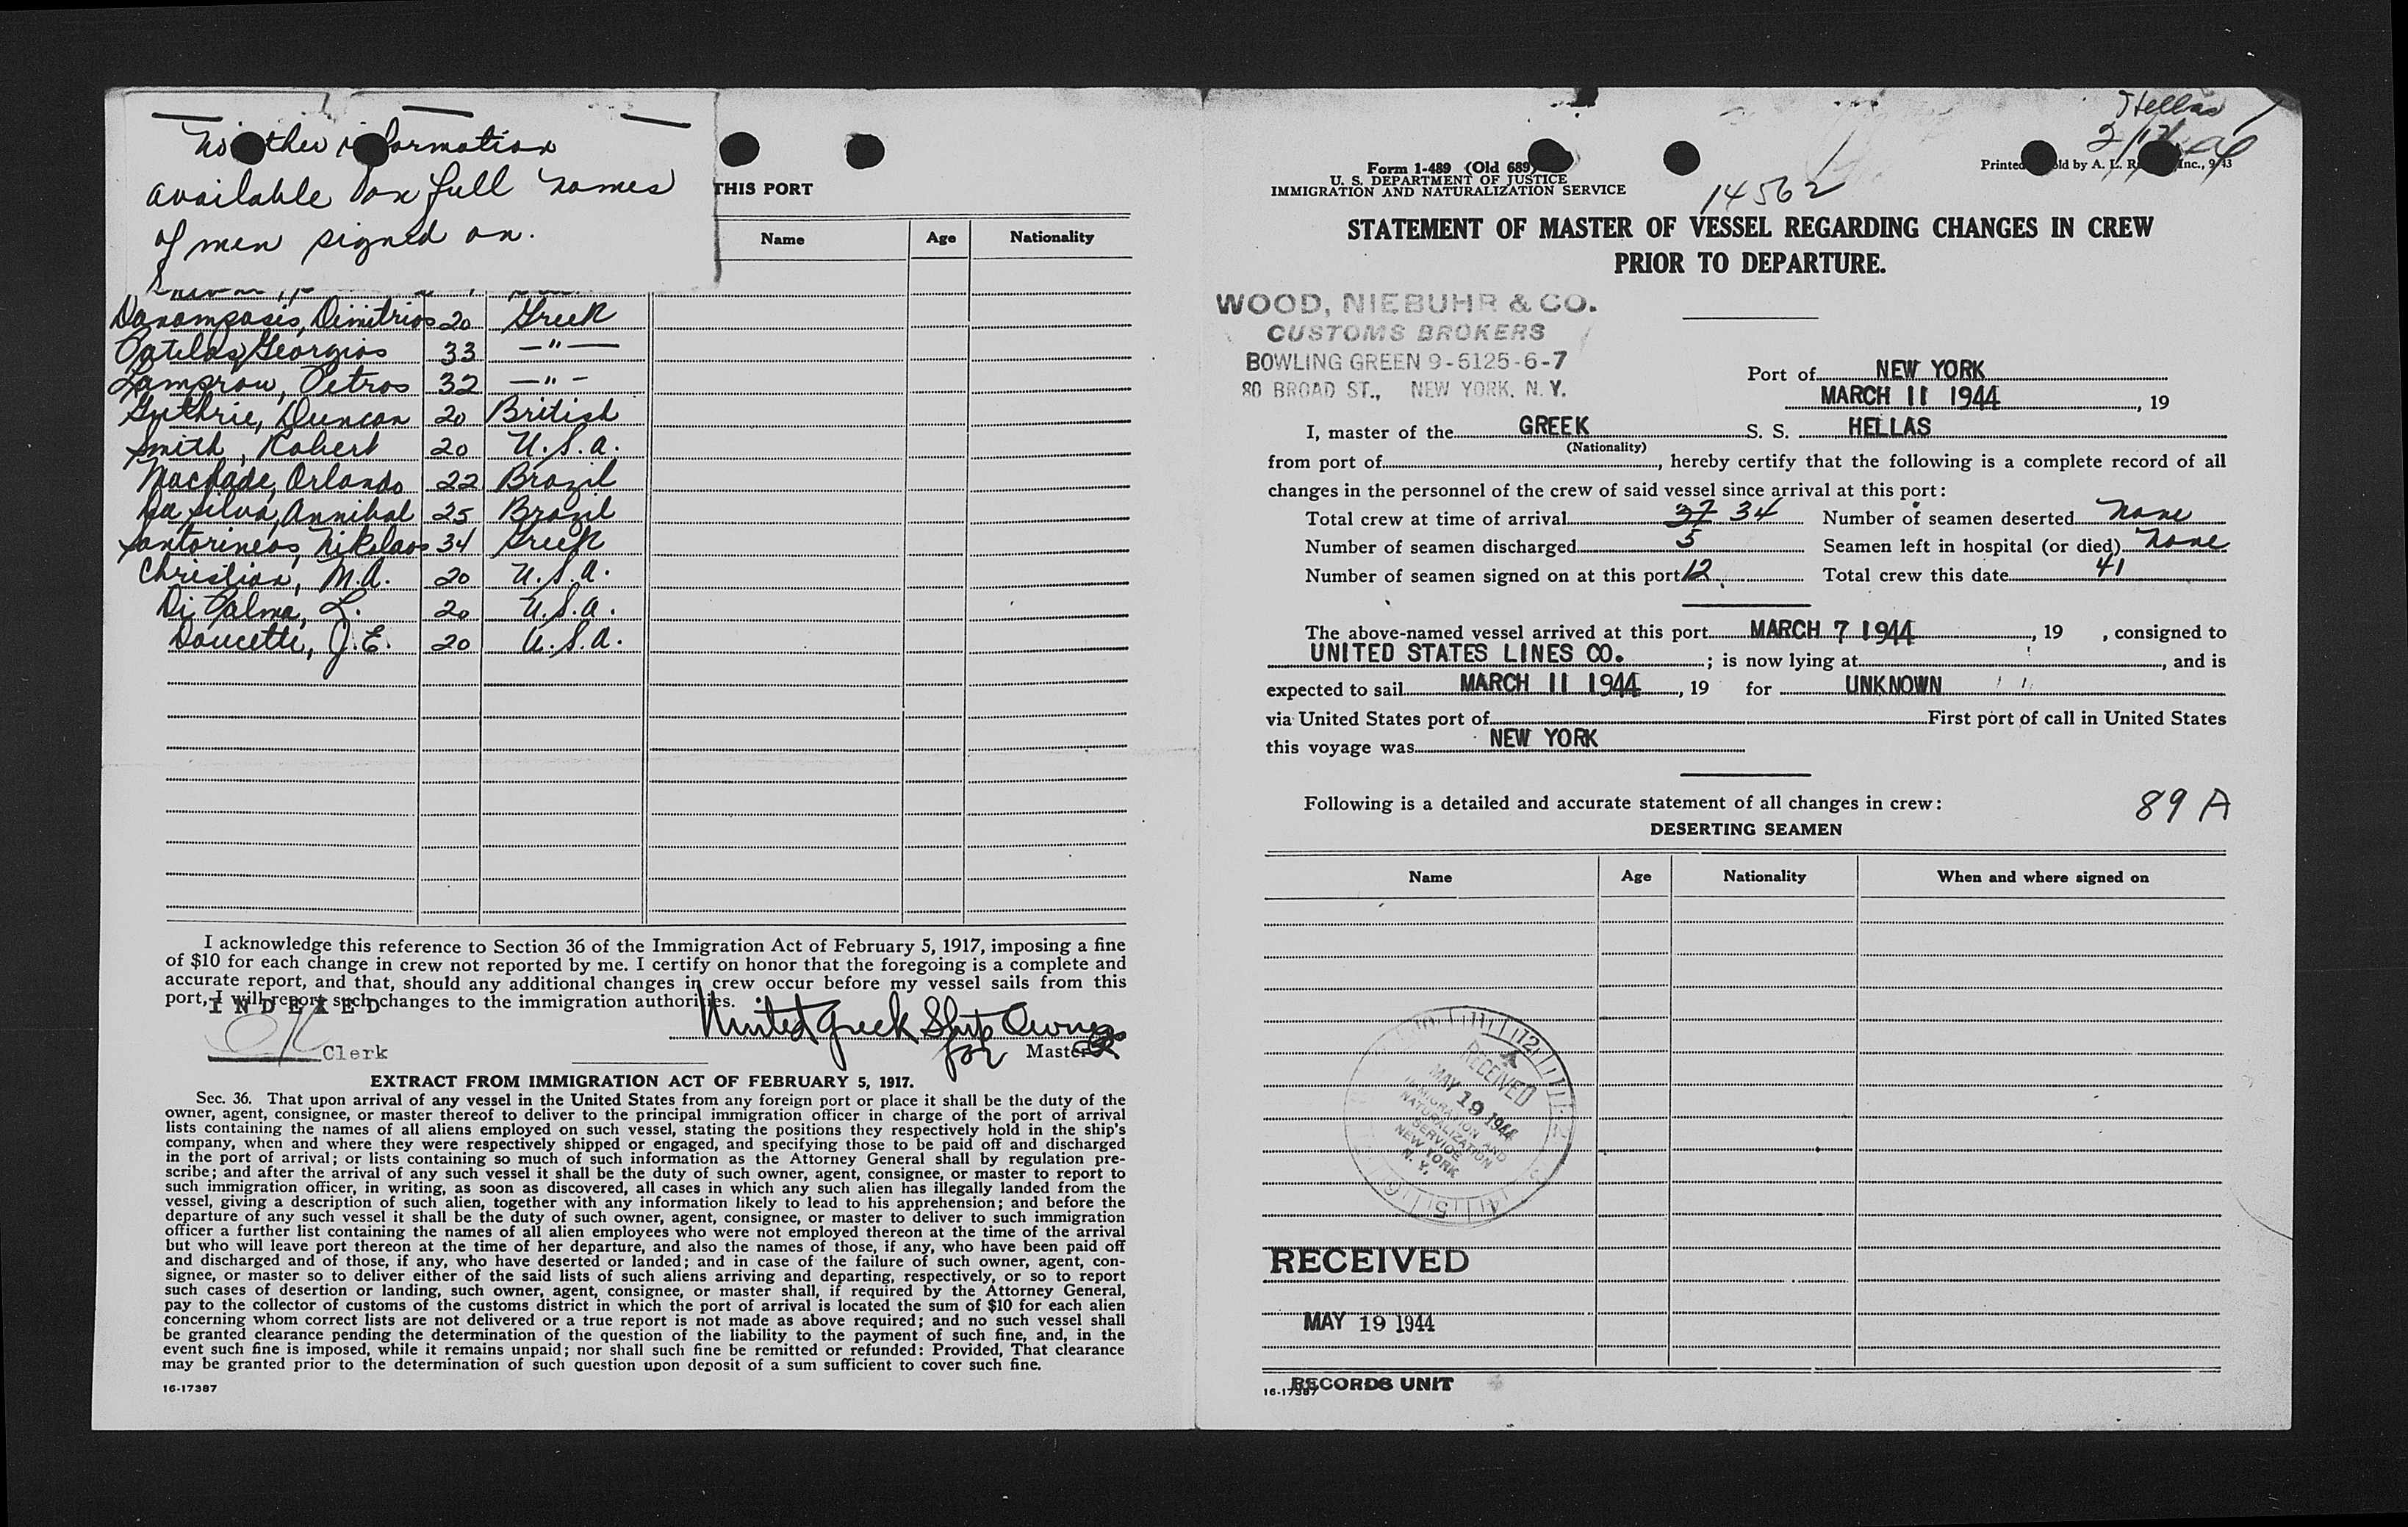 No other information
available on full names
of men signed on.
THIS PORT
Name Age Nationality
Dimitrios 20 Greek
Georgios 33 —"—
Lamprou, Petros 32 —"—
Guthrie, Duncan 20 British
Smith, Robert 20 U.S.A.
Machade, Orlando 22 Brazil
Da Silva, Annibal 25 Brazil
Santorineos, Nikolaos 34 Greek
Christian, M.A. 20 U.S.A.
Di Palma, L. 20 U.S.A.
Doucette, J.E. 20 U.S.A.
I acknowledge this reference to Section 36 of the Immigration Act of February 5, 1917, imposing a fine
of $10 for each change in crew not reported by me. I certify on honor that the foregoing is a complete and
accurate report, and that, should any additional changes in crew occur before my vessel sails from this
port, I will report such changes to the immigration authorities.
INDEXED
United Greek Ship Owners
Clerk
for Master
EXTRACT FROM IMMIGRATION ACT OF FEBRUARY 5, 1917.
Sec. 36. That upon arrival of any vessel in the United States from any foreign port or place it shall be the duty of the
owner, agent, consignee, or master thereof to deliver to the principal immigration officer in charge of the port of arrival
lists containing the names of all aliens employed on such vessel, stating the positions they respectively hold in the ship's
company, when and where they were respectively shipped or engaged, and specifying those to be paid off and discharged
in the port of arrival; or lists containing so much of such information as the Attorney General shall by regulation pre-
scribe; and after the arrival of any such vessel it shall be the duty of such owner, agent, consignee, or master to report to
such immigration officer, in writing, as soon as discovered, all cases in which any such alien has illegally landed from the
vessel, giving a description of such alien, together with any information likely to lead to his apprehension; and before the
departure of any such vessel it shall be the duty of such owner, agent, consignee, or master to deliver to such immigration
officer a further list containing the names of all alien employees who were not employed thereon at the time of the arrival
but who will leave port thereon at the time of her departure, and also the names of those, if any, who have been paid off
and discharged and of those, if any, who have deserted or landed; and in case of the failure of such owner, agent, con-
signee, or master so to deliver either of the said lists of such aliens arriving and departing, respectively, or so to report
such cases of desertion or landing, such owner, agent, consignee, or master shall, if required by the Attorney General,
pay to the collector of customs of the customs district in which the port of arrival is located the sum of $10 for each alien
concerning whom correct lists are not delivered or a true report is not made as above required; and no such vessel shall
be granted clearance pending the determination of the question of the liability to the payment of such fine, and, in the
event such fine is imposed, while it remains unpaid; nor shall such fine be remitted or refunded: Provided, That clearance
may be granted prior to the determination of such question upon deposit of a sum sufficient to cover such fine.
16-17387
Hellas
Form 1-489 (Old 689)
U. S. DEPARTMENT OF JUSTICE
IMMIGRATION AND NATURALIZATION SERVICE
Printed ld by A. L. R Inc., 9/43
14562
STATEMENT OF MASTER OF VESSEL REGARDING CHANGES IN CREW
PRIOR TO DEPARTURE.
WOOD, NIEBUHR & CO.
CUSTOMS BROKERS
BOWLING GREEN 9-5125-6-7
80 BROAD ST., NEW YORK, N. Y.
Port of NEW YORK
MARCH 11 1944, 19
I, master of the GREEK S. S. HELLAS
(Nationality)
from port of, hereby certify that the following is a complete record of all
changes in the personnel of the crew of said vessel since arrival at this port:
Total crew at time of arrival 37 34 Number of seamen deserted None
Number of seamen discharged 5 Seamen left in hospital (or died) None
Number of seamen signed on at this port 12 Total crew this date 41
The above-named vessel arrived at this port MARCH 7 1944, 19 , consigned to
UNITED STATES LINES CO.; is now lying at, and is
expected to sail MARCH 11 1944, 19 for UNKNOWN
via United States port of First port of call in United States
this voyage was NEW YORK
Following is a detailed and accurate statement of all changes in crew:
89 A
DESERTING SEAMEN
Name Age Nationality When and where signed on
RECEIVED
MAY 19 1944
IMMIGRATION AND
NATURALIZATION
SERVICE
NEW YORK
N. Y.
RECEIVED
MAY 19 1944
RECORDS UNIT
16-17387